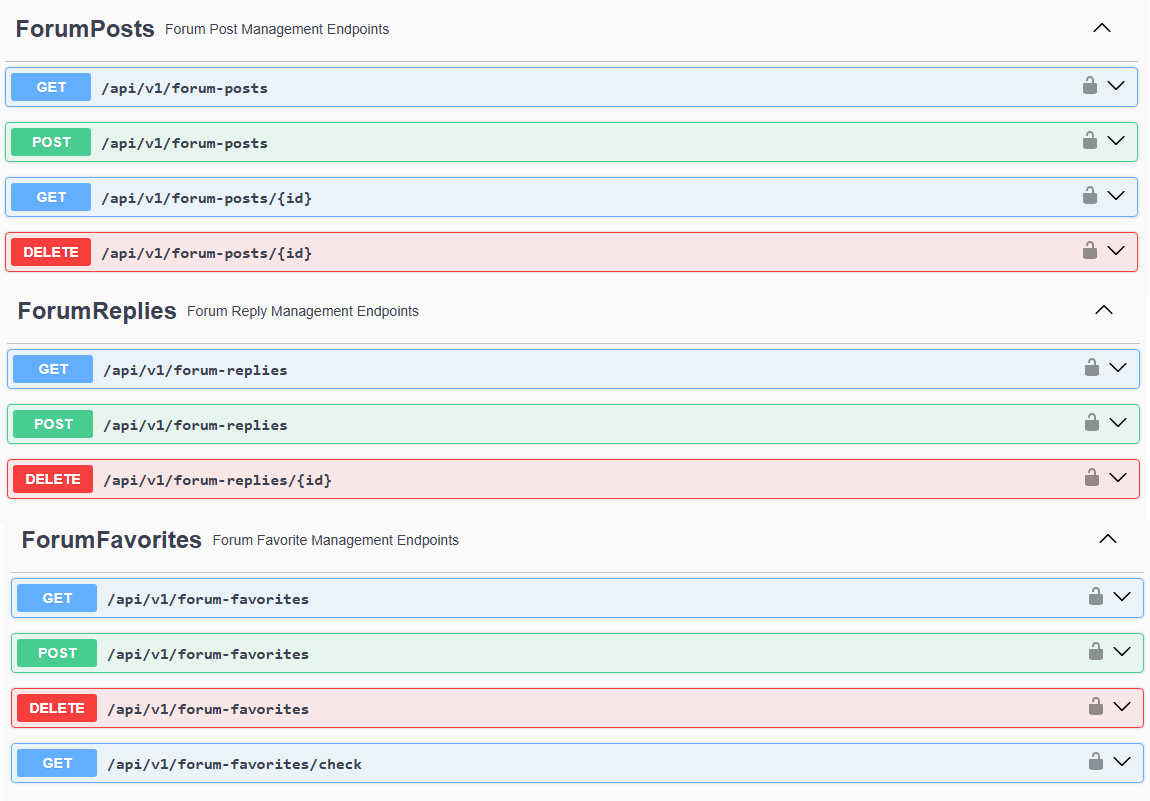 ForumPosts Forum Post Management Endpoints
GET /api/v1/forum-posts
POST /api/v1/forum-posts
GET /api/v1/forum-posts/{id}
DELETE /api/v1/forum-posts/{id}
ForumReplies Forum Reply Management Endpoints
GET /api/v1/forum-replies
POST /api/v1/forum-replies
DELETE /api/v1/forum-replies/{id}
ForumFavorites Forum Favorite Management Endpoints
GET /api/v1/forum-favorites
POST /api/v1/forum-favorites
DELETE /api/v1/forum-favorites
GET /api/v1/forum-favorites/check